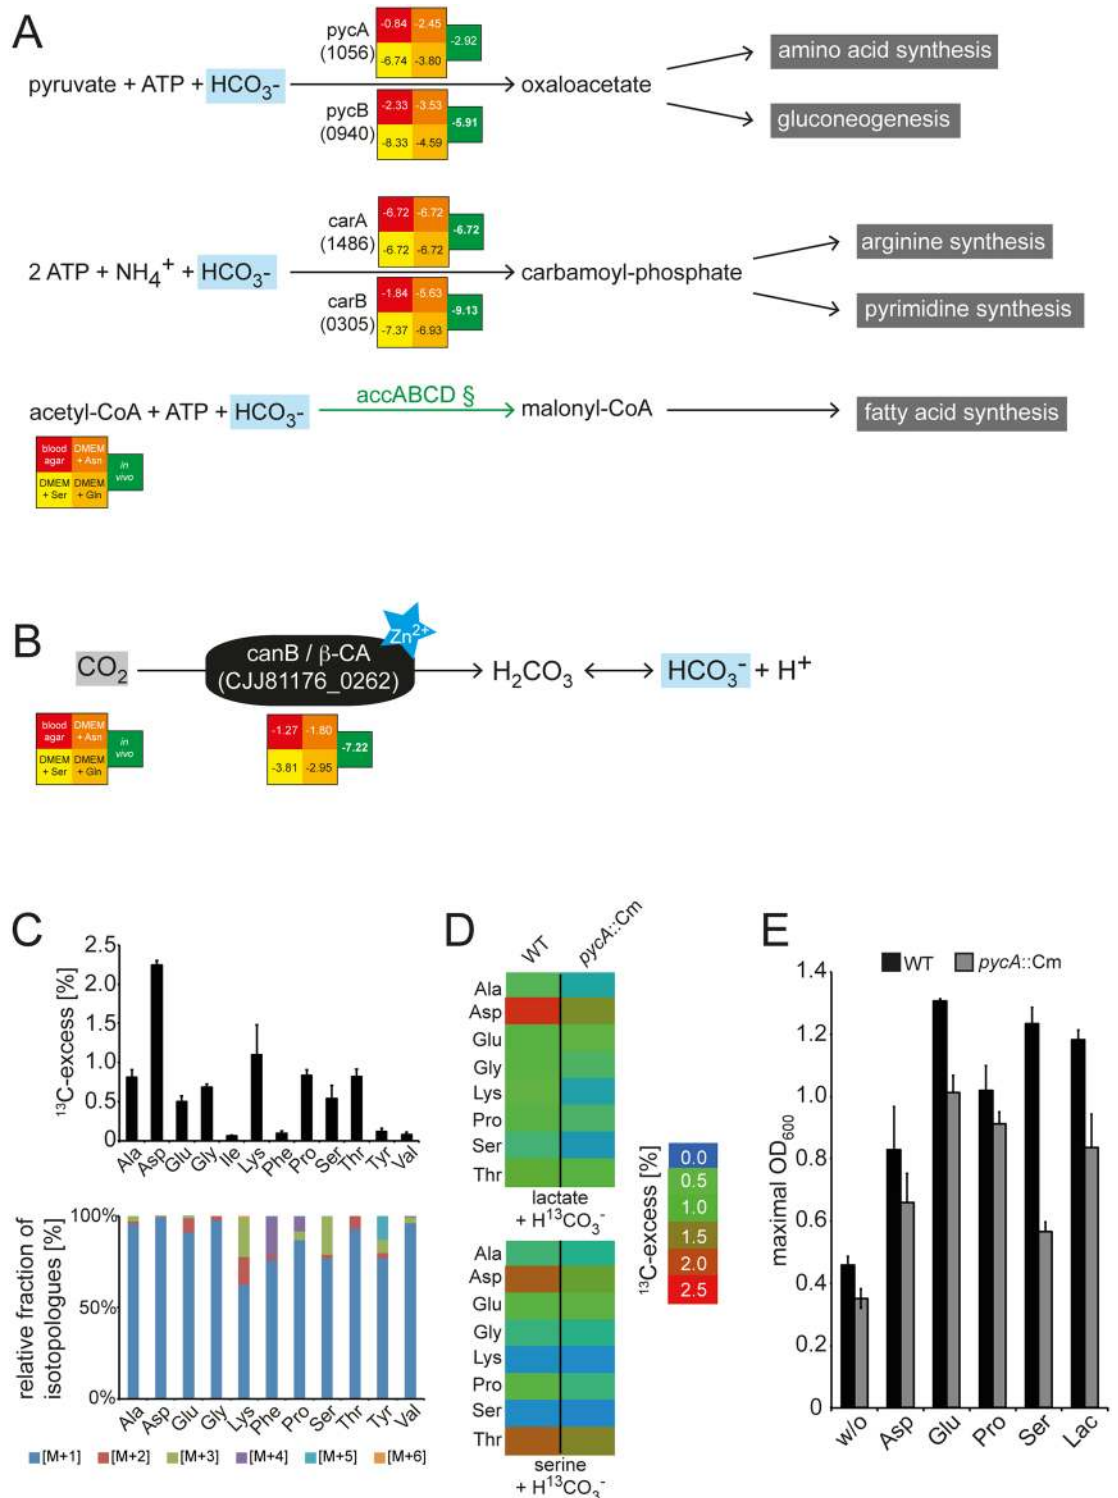 A
pycA
(1056)
-0.84 -2.45
-2.92
-6.74 -3.80
pyruvate + ATP + HCO₃- oxaloacetate
amino acid synthesis
gluconeogenesis
pycB
(0940)
-2.33 -3.53
-5.91
-8.33 -4.59
carA
(1486)
-6.72 -6.72
-6.72
-6.72 -6.72
2 ATP + NH₄⁺ + HCO₃- carbamoyl-phosphate
arginine synthesis
pyrimidine synthesis
carB
(0305)
-1.84 -5.63
-9.13
-7.37 -6.93
accABCD §
acetyl-CoA + ATP + HCO₃- malonyl-CoA fatty acid synthesis
blood agar DMEM + Asn
in vivo
DMEM + Ser DMEM + Gln
B
Zn²⁺
canB / β-CA
(CJJ81176_0262)
CO₂ H₂CO₃ HCO₃⁻ + H⁺
blood agar DMEM + Asn
in vivo
DMEM + Ser DMEM + Gln
-1.27 -1.80
-7.22
-3.81 -2.95
C
¹³C-excess [%]
2.5
2.0
1.5
1.0
0.5
0
Ala Asp Glu Gly Ile Lys Phe Pro Ser Thr Tyr Val
relative fraction of
isotopologues [%]
100%
50%
0%
Ala Asp Glu Gly Lys Phe Pro Ser Thr Tyr Val
[M+1] [M+2] [M+3] [M+4] [M+5] [M+6]
D
WT pycA::Cm
Ala
Asp
Glu
Gly
Lys
Pro
Ser
Thr
lactate
+ H¹³CO₃⁻
Ala
Asp
Glu
Gly
Lys
Pro
Ser
Thr
serine
+ H¹³CO₃⁻
¹³C-excess [%]
0.0
0.5
1.0
1.5
2.0
2.5
E
WT pycA::Cm
maximal OD₆₀₀
1.4
1.2
1.0
0.8
0.6
0.4
0.2
0
w/o Asp Glu Pro Ser Lac